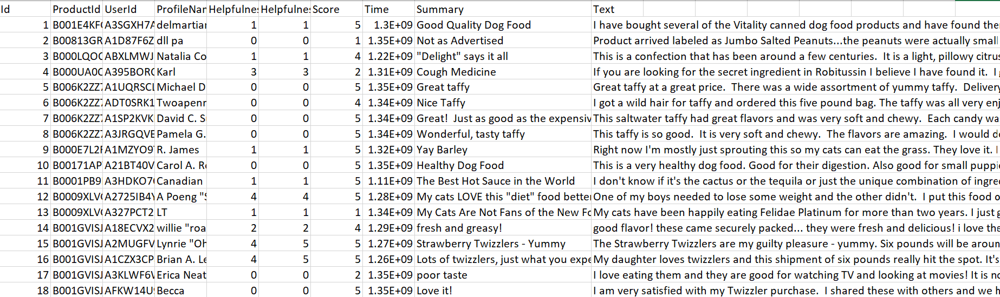 Id ProductId UserId ProfileNam Helpfulnes Helpfulnes Score Time Summary Text
1 B001E4KF A3SGXH7A delmartian 1 1 5 1.3E+09 Good Quality Dog Food I have bought several of the Vitality canned dog food products and have found the
2 B00813GR A1D87F6Z dll pa 0 0 1 1.35E+09 Not as Advertised Product arrived labeled as Jumbo Salted Peanuts...the peanuts were actually small
3 B000LQOC ABXLMWJ Natalia Co 1 1 4 1.22E+09 "Delight" says it all This is a confection that has been around a few centuries. It is a light, pillowy citrus
4 B000UA0C A395BORC Karl 3 3 2 1.31E+09 Cough Medicine If you are looking for the secret ingredient in Robitussin I believe I have found it. I
5 B006K2ZZ7 A1UQRSCL Michael D 0 0 5 1.35E+09 Great taffy Great taffy at a great price. There was a wide assortment of yummy taffy. Delivery
6 B006K2ZZ7 ADT0SRK1 Twoapenn 0 0 4 1.34E+09 Nice Taffy I got a wild hair for taffy and ordered this five pound bag. The taffy was all very enj
7 B006K2ZZ7 A1SP2KVK David C. S 0 0 5 1.34E+09 Great! Just as good as the expensiv This saltwater taffy had great flavors and was very soft and chewy. Each candy wa
8 B006K2ZZ7 A3JRGQVE Pamela G. 0 0 5 1.34E+09 Wonderful, tasty taffy This taffy is so good. It is very soft and chewy. The flavors are amazing. I would d
9 B000E7L2 A1MZYO9 R. James 1 1 5 1.32E+09 Yay Barley Right now I'm mostly just sprouting this so my cats can eat the grass. They love it. I
10 B00171AP A21BT40V Carol A. R 0 0 5 1.35E+09 Healthy Dog Food This is a very healthy dog food. Good for their digestion. Also good for small puppi
11 B0001PB9 A3HDKO7 Canadian 1 1 5 1.11E+09 The Best Hot Sauce in the World I don't know if it's the cactus or the tequila or just the unique combination of ingre
12 B0009XLV A2725IB4Y A Poeng "S 4 4 5 1.28E+09 My cats LOVE this "diet" food better One of my boys needed to lose some weight and the other didn't. I put this food o
13 B0009XLV A327PCT2 LT 1 1 1 1.34E+09 My Cats Are Not Fans of the New Fo My cats have been happily eating Felidae Platinum for more than two years. I just g
14 B001GVISJ A18ECVX2 willie "roa 2 2 4 1.29E+09 fresh and greasy! good flavor! these came securely packed... they were fresh and delicious! i love the
15 B001GVISJ A2MUGFV Lynrie "Oh 4 5 5 1.27E+09 Strawberry Twizzlers - Yummy The Strawberry Twizzlers are my guilty pleasure - yummy. Six pounds will be aroun
16 B001GVISJ A1CZX3CP Brian A. Le 4 5 5 1.26E+09 Lots of twizzlers, just what you expe My daughter loves twizzlers and this shipment of six pounds really hit the spot. It's
17 B001GVISJ A3KLWF6 Erica Neat 0 0 2 1.35E+09 poor taste I love eating them and they are good for watching TV and looking at movies! It is no
18 B001GVISJ AFKW14U Becca 0 0 5 1.35E+09 Love it! I am very satisfied with my Twizzler purchase. I shared these with others and we h